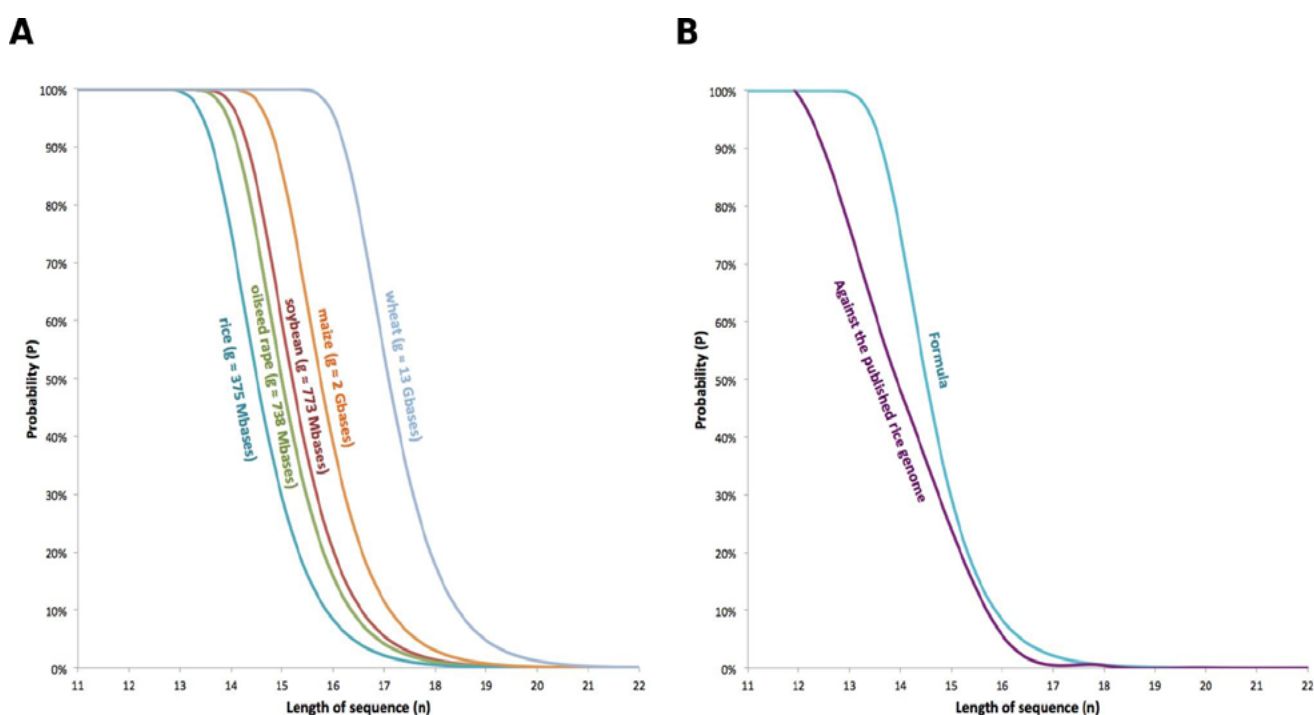 A
B
100%
90%
80%
70%
60%
50%
40%
30%
20%
10%
0%
Probability (P)
rice (g = 375 Mbases)
oilseed rape (g = 738 Mbases)
soybean (g = 773 Mbases)
maize (g = 2 Gbases)
wheat (g = 13 Gbases)
11 12 13 14 15 16 17 18 19 20 21 22
Length of sequence (n)
100%
90%
80%
70%
60%
50%
40%
30%
20%
10%
0%
Probability (P)
Against the published rice genome
Formula
11 12 13 14 15 16 17 18 19 20 21 22
Length of sequence (n)